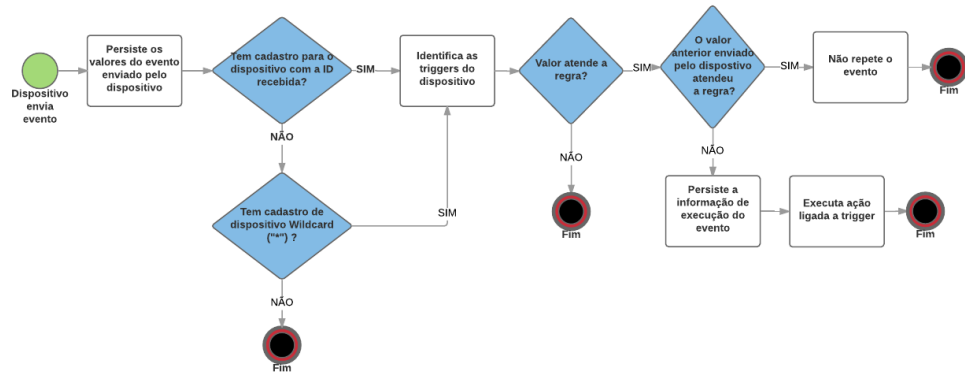 Dispositivo
envia
evento
Persiste os
valores do evento
enviado pelo
dispositivo
Tem cadastro para o
dispositivo com a ID
recebida?
SIM
NÃO
Tem cadastro de
dispositivo Wildcard
("*") ?
SIM
NÃO
Fim
Identifica as
triggers do
dispositivo
Valor atende a
regra?
SIM
NÃO
Fim
O valor
anterior enviado
pelo dispostivo
atendeu
a regra?
SIM
NÃO
Não repete o
evento
Fim
Persiste a
informação de
execução do
evento
Executa ação
ligada a trigger
Fim